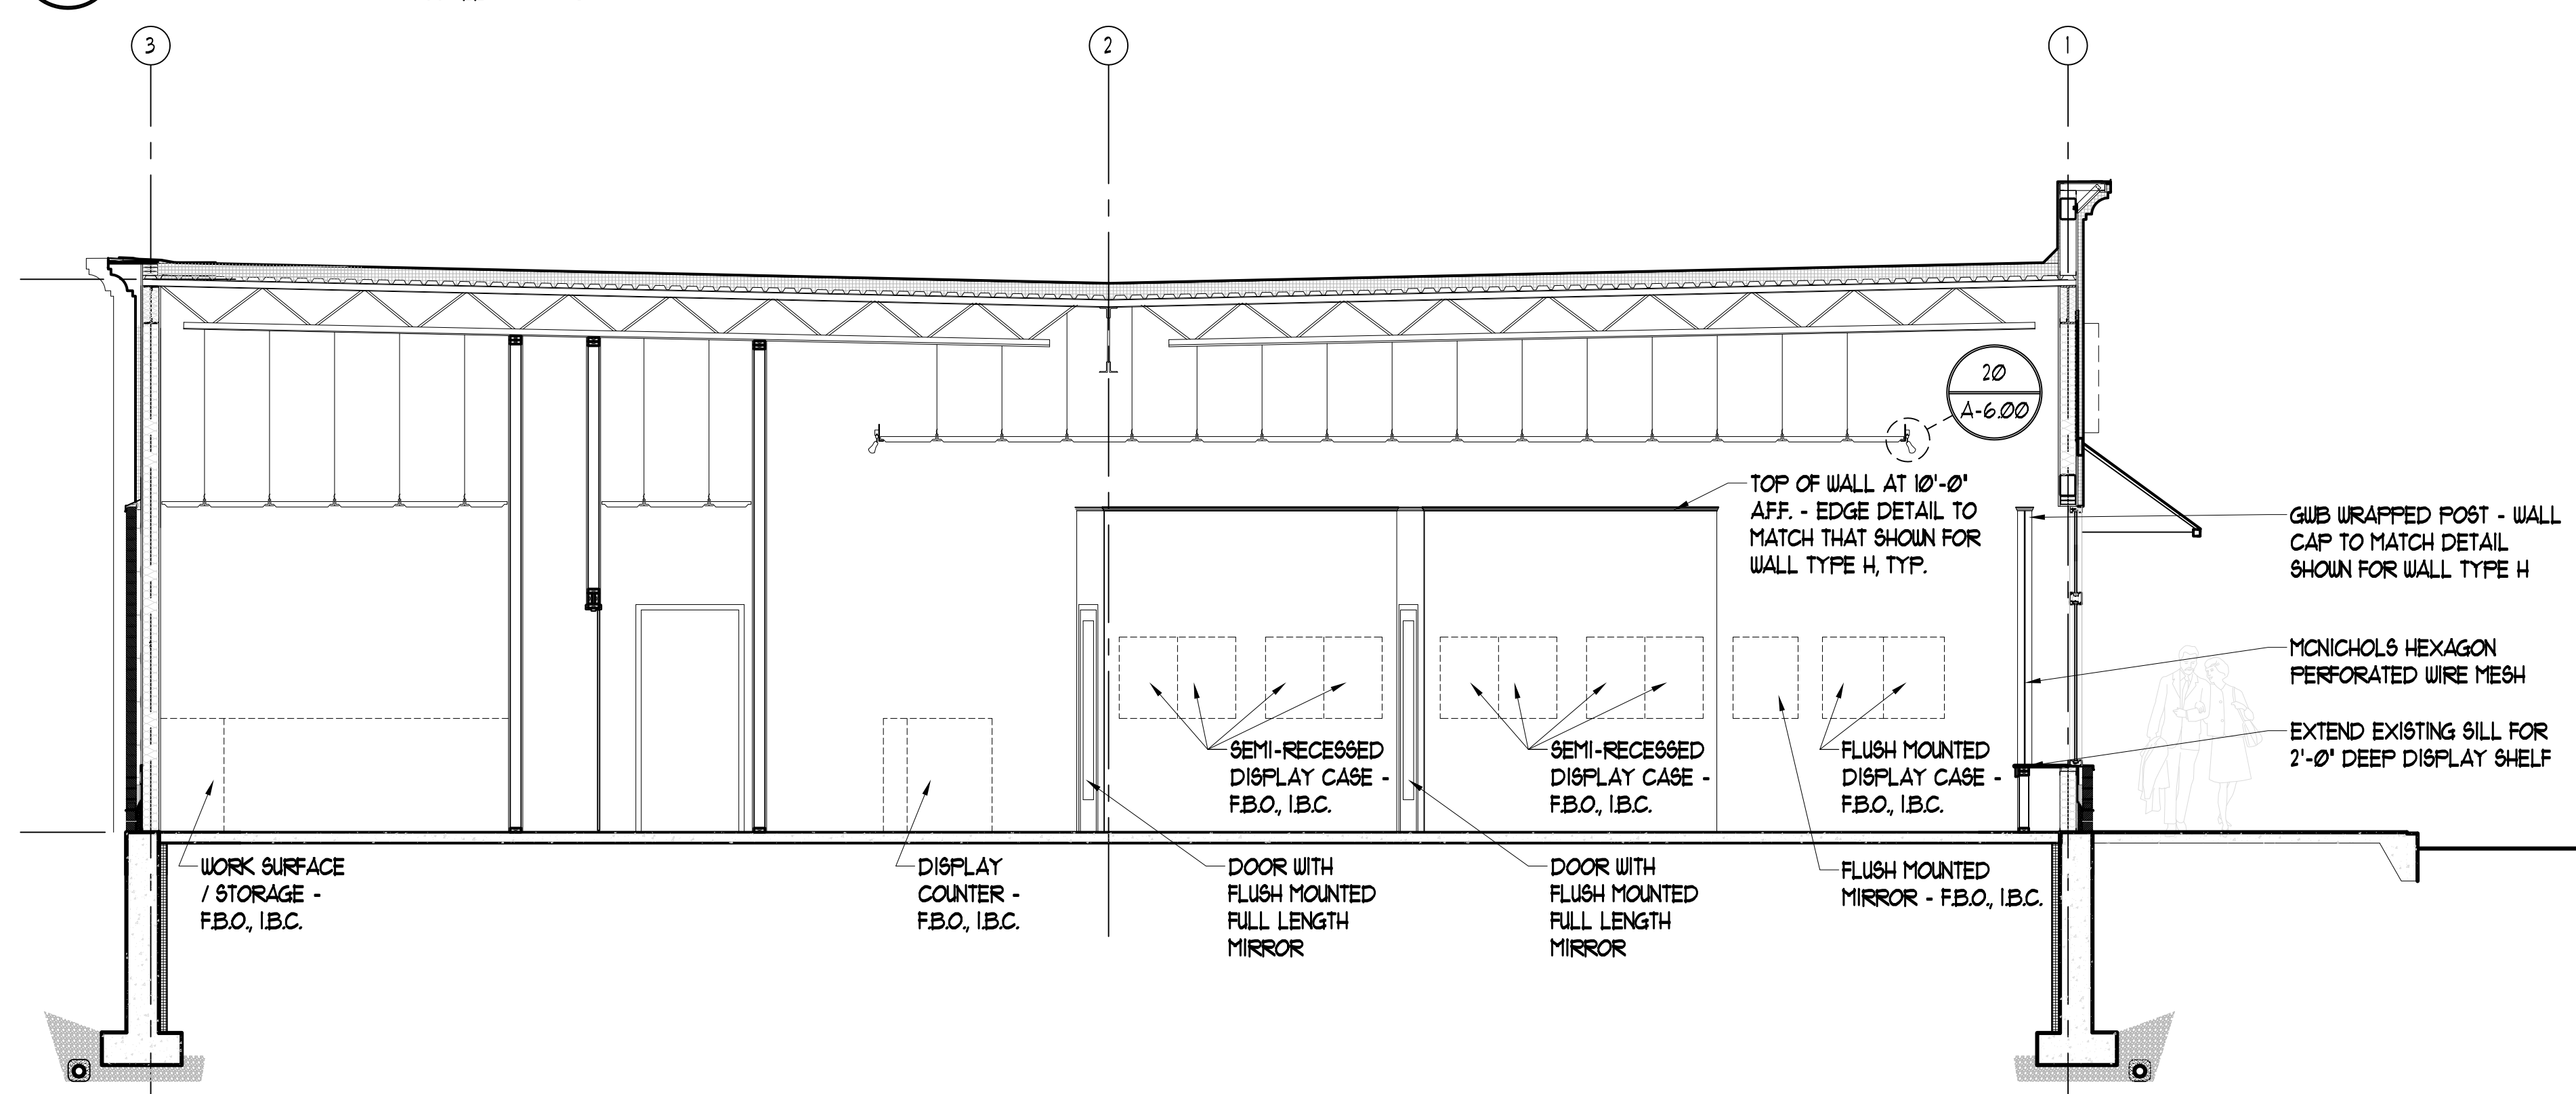 3
2
1
20
A-6.00
TOP OF WALL AT 10'-0"
A.F.F. - EDGE DETAIL TO
MATCH THAT SHOWN FOR
WALL TYPE H, TYP.
GWB WRAPPED POST - WALL
CAP TO MATCH DETAIL
SHOWN FOR WALL TYPE H
MCNICHOLS HEXAGON
PERFORATED WIRE MESH
EXTEND EXISTING SILL FOR
2'-0" DEEP DISPLAY SHELF
SEMI-RECESSED
DISPLAY CASE -
F.B.O., I.B.C.
SEMI-RECESSED
DISPLAY CASE -
F.B.O., I.B.C.
FLUSH MOUNTED
DISPLAY CASE -
F.B.O., I.B.C.
WORK SURFACE
/ STORAGE -
F.B.O., I.B.C.
DISPLAY
COUNTER -
F.B.O., I.B.C.
DOOR WITH
FLUSH MOUNTED
FULL LENGTH
MIRROR
DOOR WITH
FLUSH MOUNTED
FULL LENGTH
MIRROR
FLUSH MOUNTED
MIRROR - F.B.O., I.B.C.